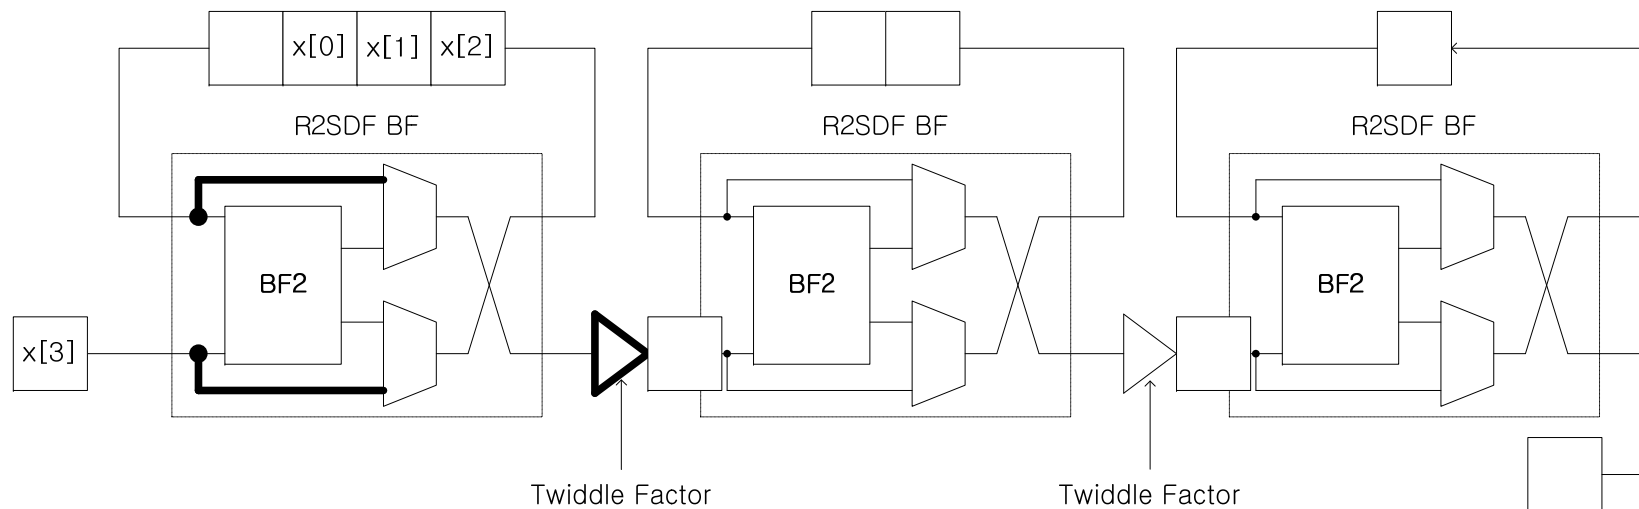 x[0] x[1] x[2]
R2SDF BF
R2SDF BF
R2SDF BF
BF2
BF2
BF2
x[3]
Twiddle Factor
Twiddle Factor